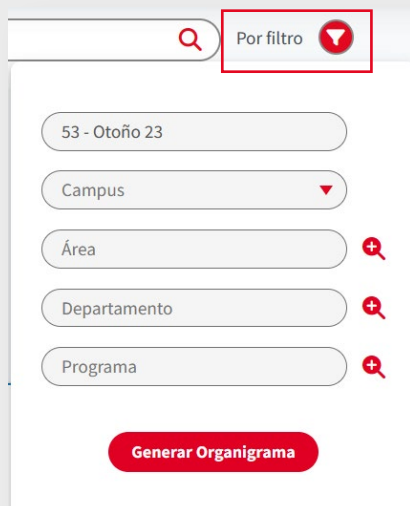 Por filtro
53 - Otoño 23
Campus
Área
Departamento
Programa
Generar Organigrama